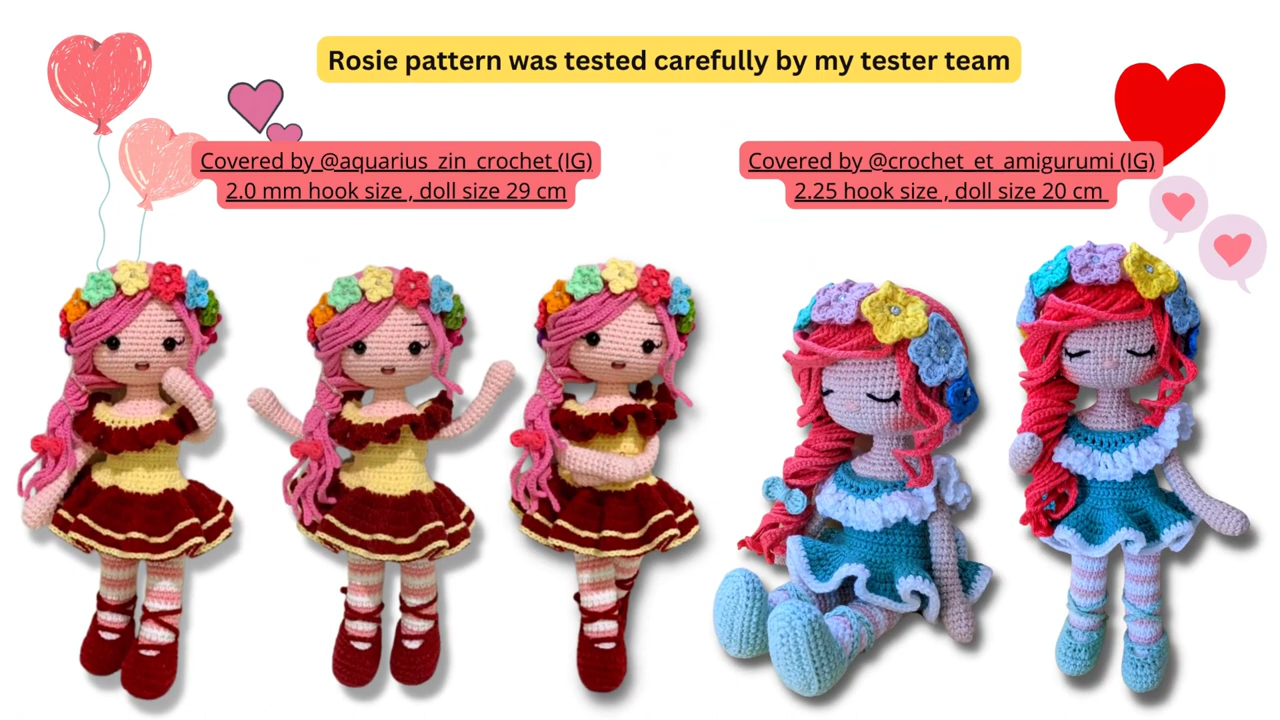 Rosie pattern was tested carefully by my tester team
Covered by @aquarius_zin_crochet (IG)
2.0 mm hook size , doll size 29 cm
Covered by @crochet_et_amigurumi (IG)
2.25 hook size , doll size 20 cm